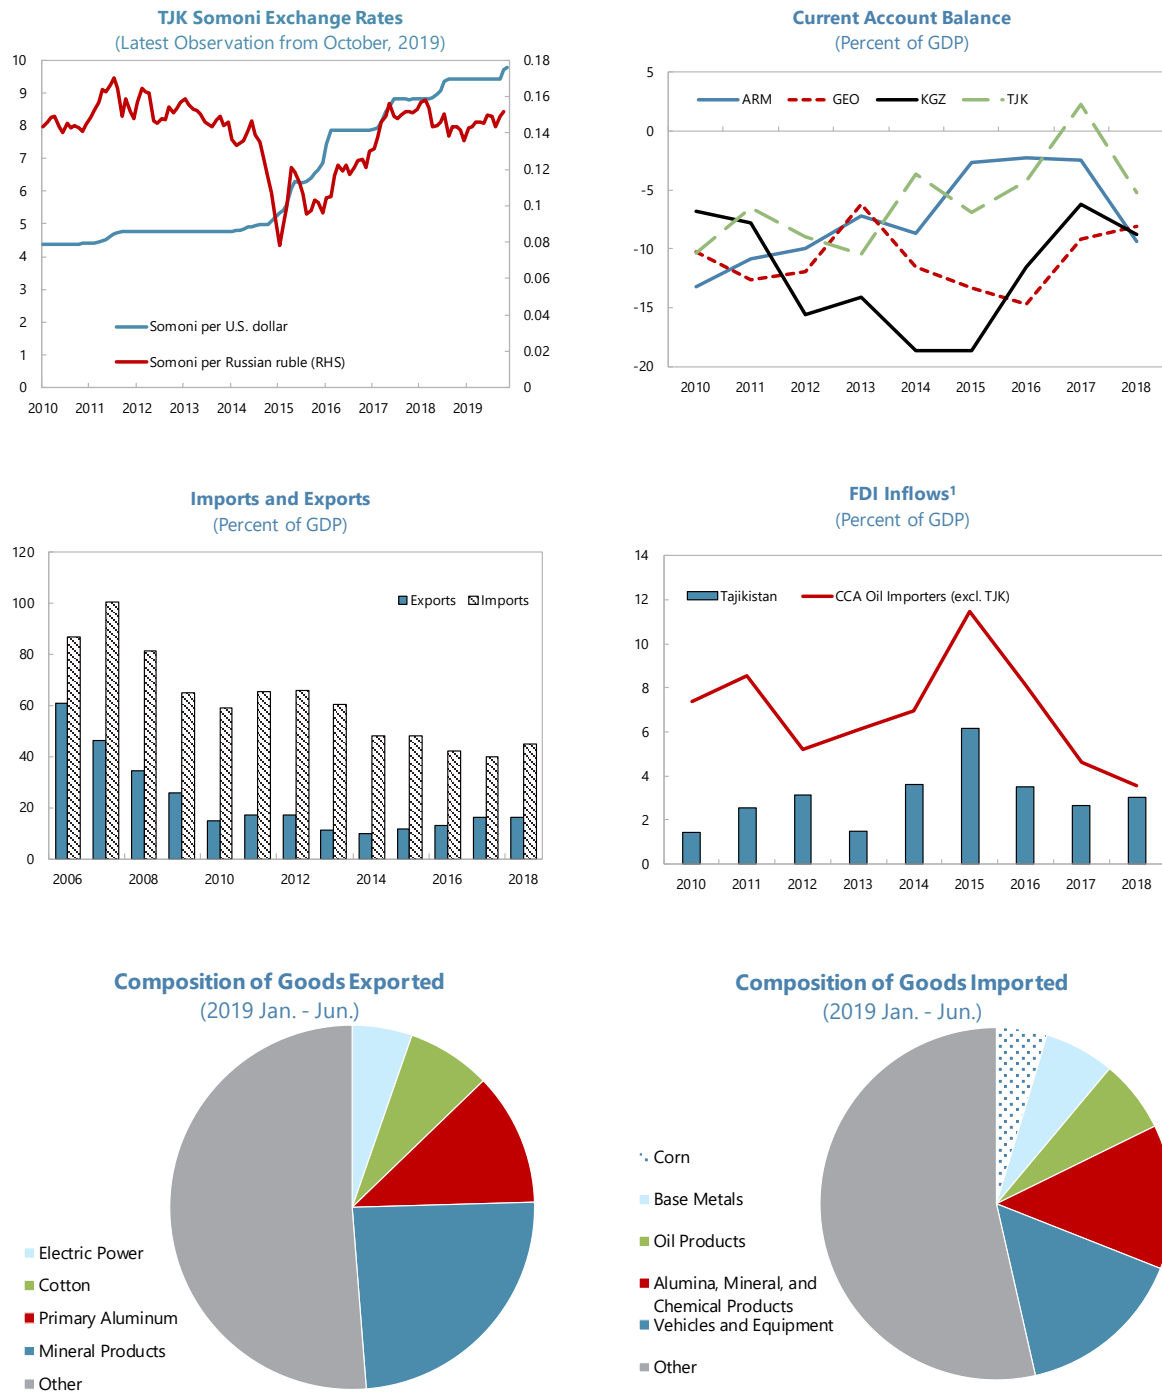 TJK Somoni Exchange Rates
(Latest Observation from October, 2019)
10
9
8
7
6
5
4
3
2
1
0
0.18
0.16
0.14
0.12
0.1
0.08
0.06
0.04
0.02
0
Somoni per U.S. dollar
Somoni per Russian ruble (RHS)
2010 2011 2012 2013 2014 2015 2016 2017 2018 2019
Current Account Balance
(Percent of GDP)
5
0
-5
-10
-15
-20
ARM GEO KGZ TJK
2010 2011 2012 2013 2014 2015 2016 2017 2018
Imports and Exports
(Percent of GDP)
120
100
80
60
40
20
0
Exports Imports
2006 2008 2010 2012 2014 2016 2018
FDI Inflows¹
(Percent of GDP)
14
12
10
8
6
4
2
0
Tajikistan CCA Oil Importers (excl. TJK)
2010 2011 2012 2013 2014 2015 2016 2017 2018
Composition of Goods Exported
(2019 Jan. - Jun.)
Electric Power
Cotton
Primary Aluminum
Mineral Products
Other
Composition of Goods Imported
(2019 Jan. - Jun.)
Corn
Base Metals
Oil Products
Alumina, Mineral, and
Chemical Products
Vehicles and Equipment
Other